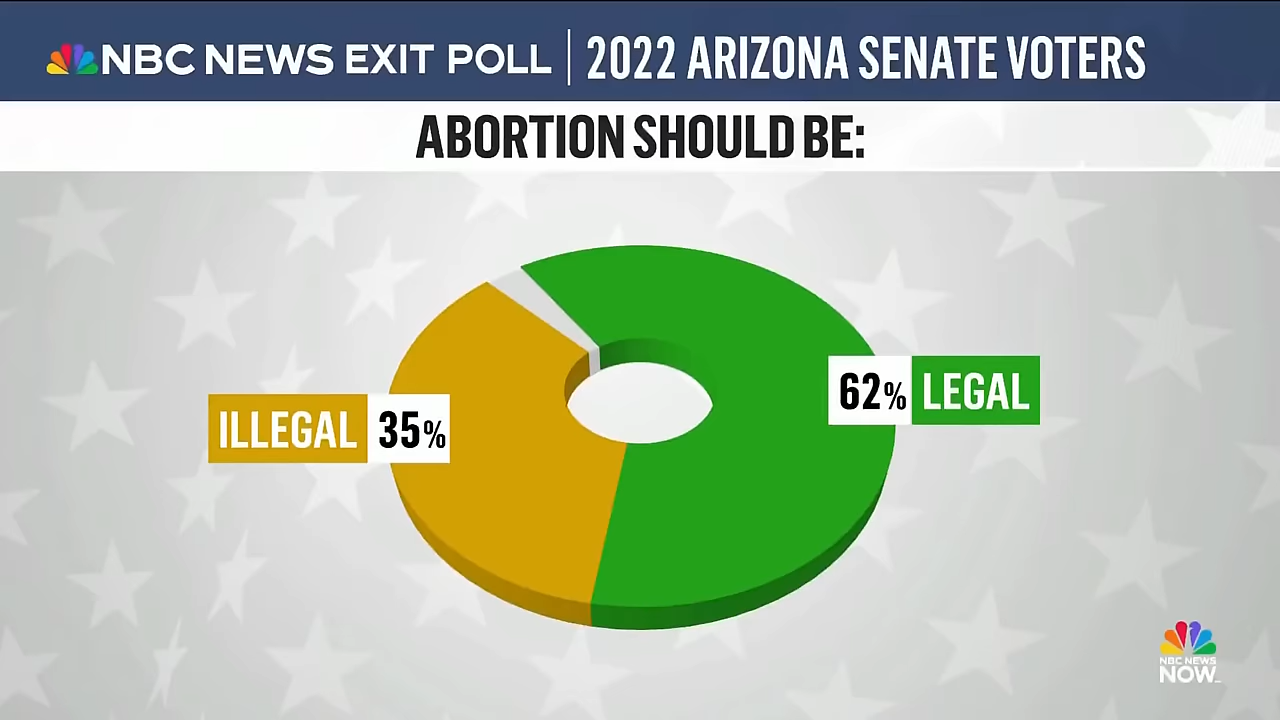 NBC NEWS EXIT POLL | 2022 ARIZONA SENATE VOTERS
ABORTION SHOULD BE:
62% LEGAL
ILLEGAL 35%
NBC NEWS
NOW